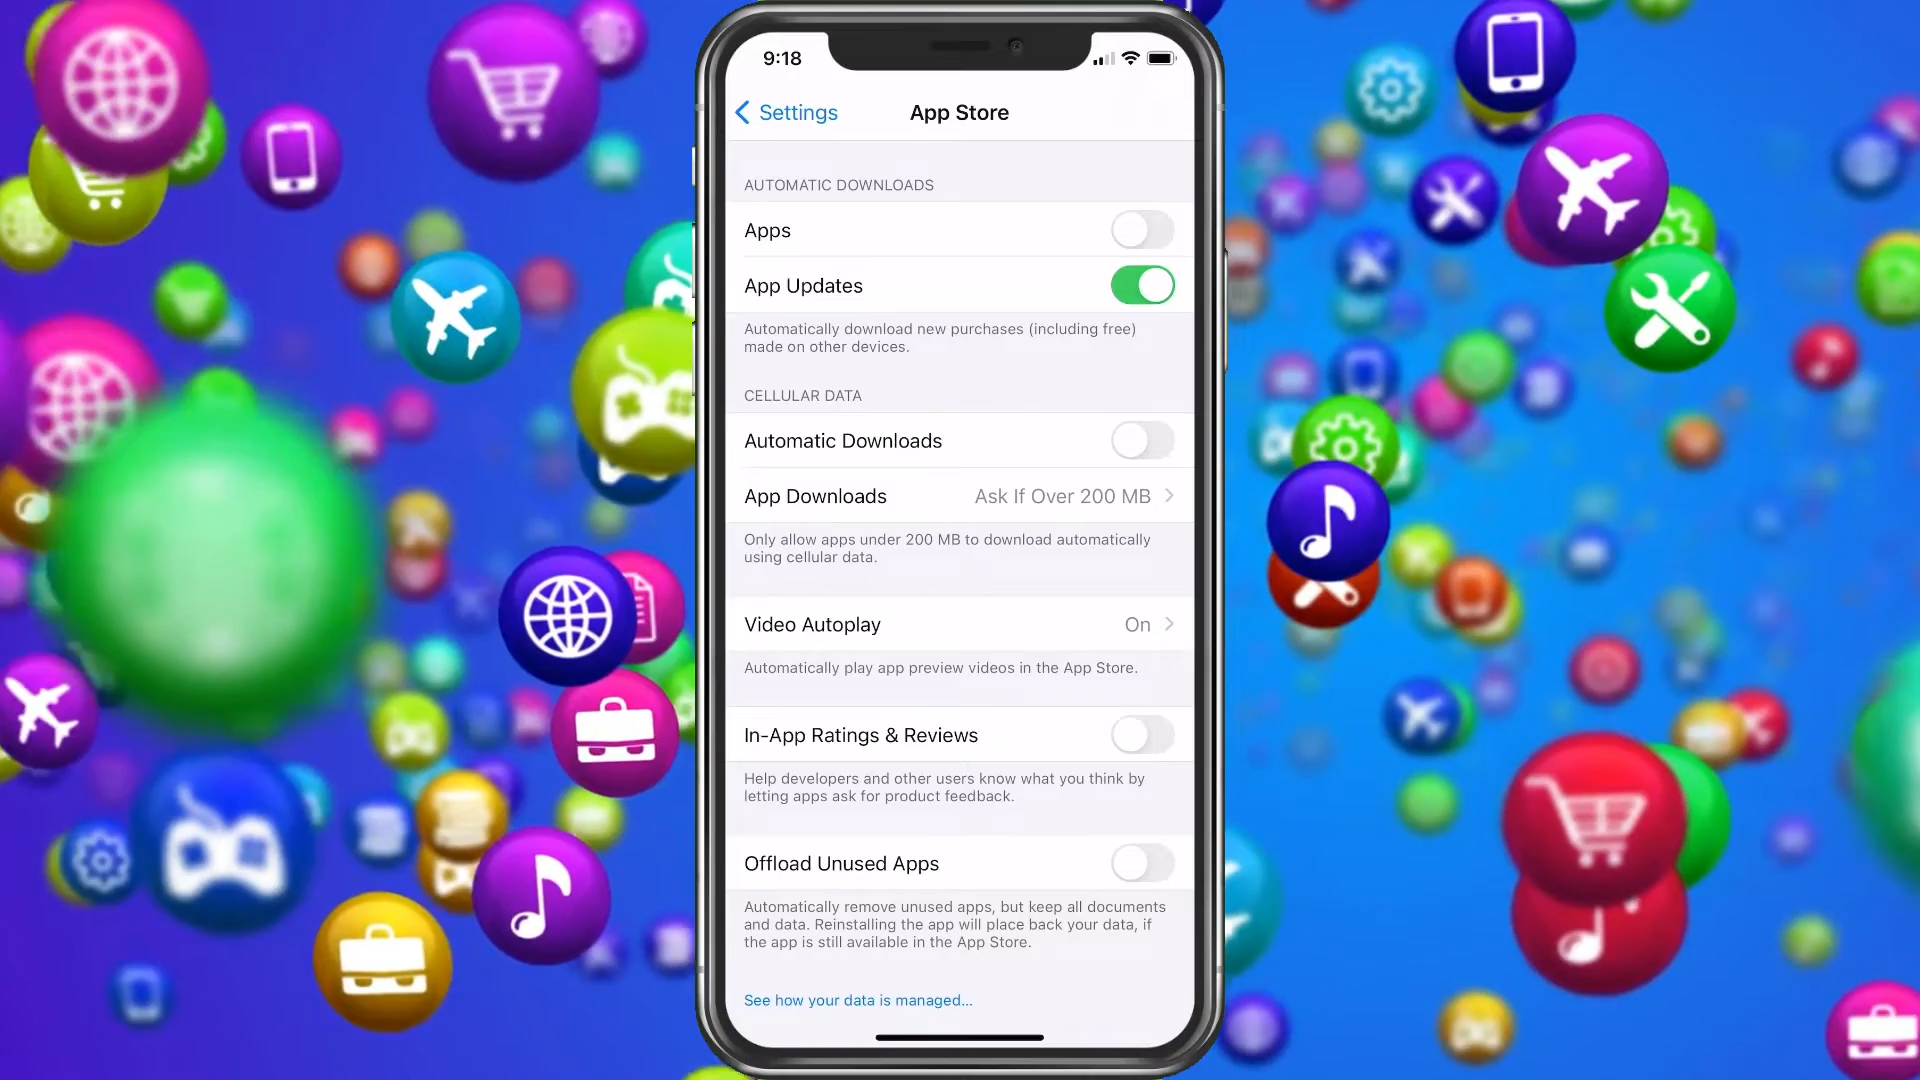 9:18
Settings
App Store
AUTOMATIC DOWNLOADS
Apps
App Updates
Automatically download new purchases (including free)
made on other devices.
CELLULAR DATA
Automatic Downloads
App Downloads Ask If Over 200 MB
Only allow apps under 200 MB to download automatically
using cellular data.
Video Autoplay On
Automatically play app preview videos in the App Store.
In-App Ratings & Reviews
Help developers and other users know what you think by
letting apps ask for product feedback.
Offload Unused Apps
Automatically remove unused apps, but keep all documents
and data. Reinstalling the app will place back your data, if
the app is still available in the App Store.
See how your data is managed...